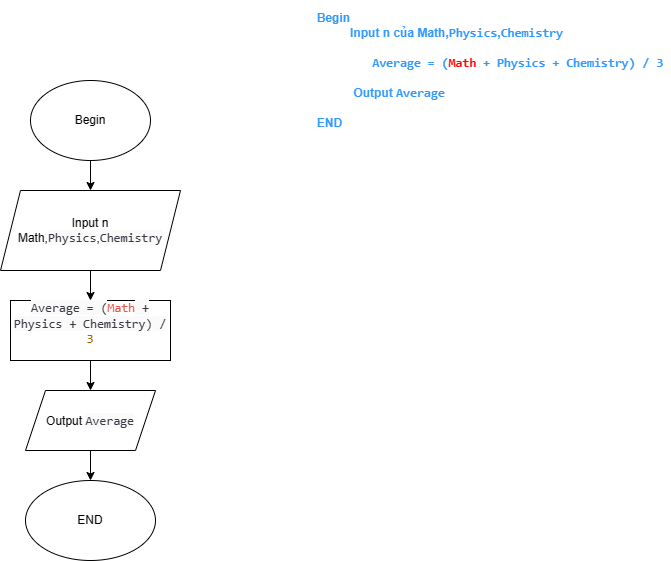 Begin
Input n
Math,Physics,Chemistry
Average = (Math +
Physics + Chemistry) /
3
Output Average
END
Begin
Input n của Math,Physics,Chemistry
Average = (Math + Physics + Chemistry) / 3
Output Average
END